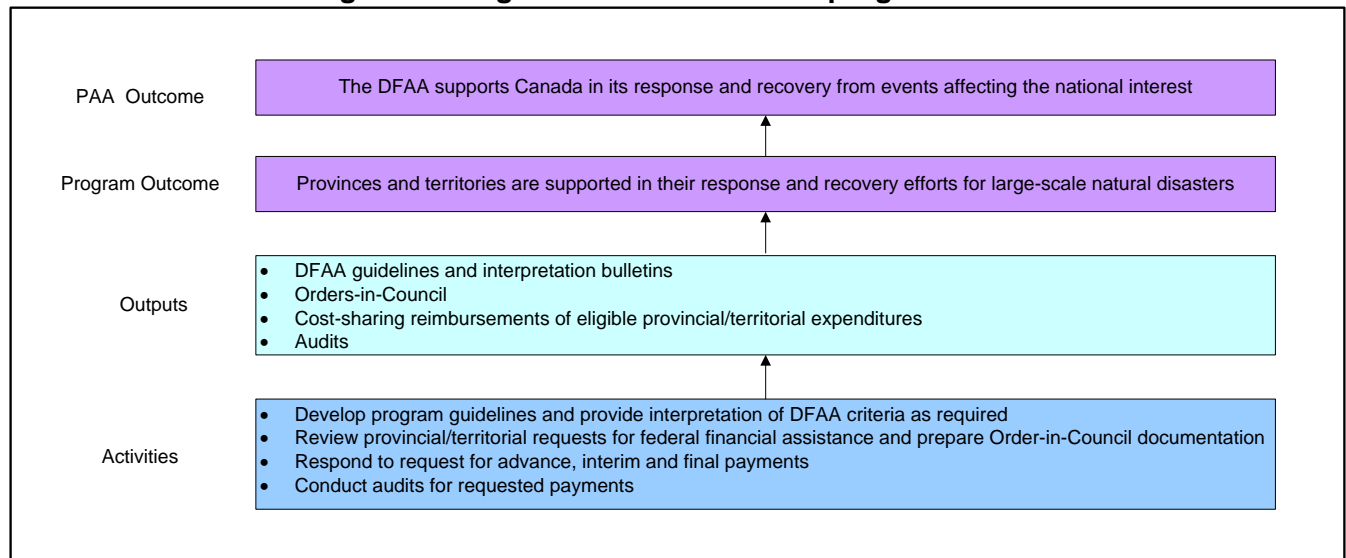 PAA Outcome
The DFAA supports Canada in its response and recovery from events affecting the national interest
Program Outcome
Provinces and territories are supported in their response and recovery efforts for large-scale natural disasters
Outputs
• DFAA guidelines and interpretation bulletins
• Orders-in-Council
• Cost-sharing reimbursements of eligible provincial/territorial expenditures
• Audits
Activities
• Develop program guidelines and provide interpretation of DFAA criteria as required
• Review provincial/territorial requests for federal financial assistance and prepare Order-in-Council documentation
• Respond to request for advance, interim and final payments
• Conduct audits for requested payments